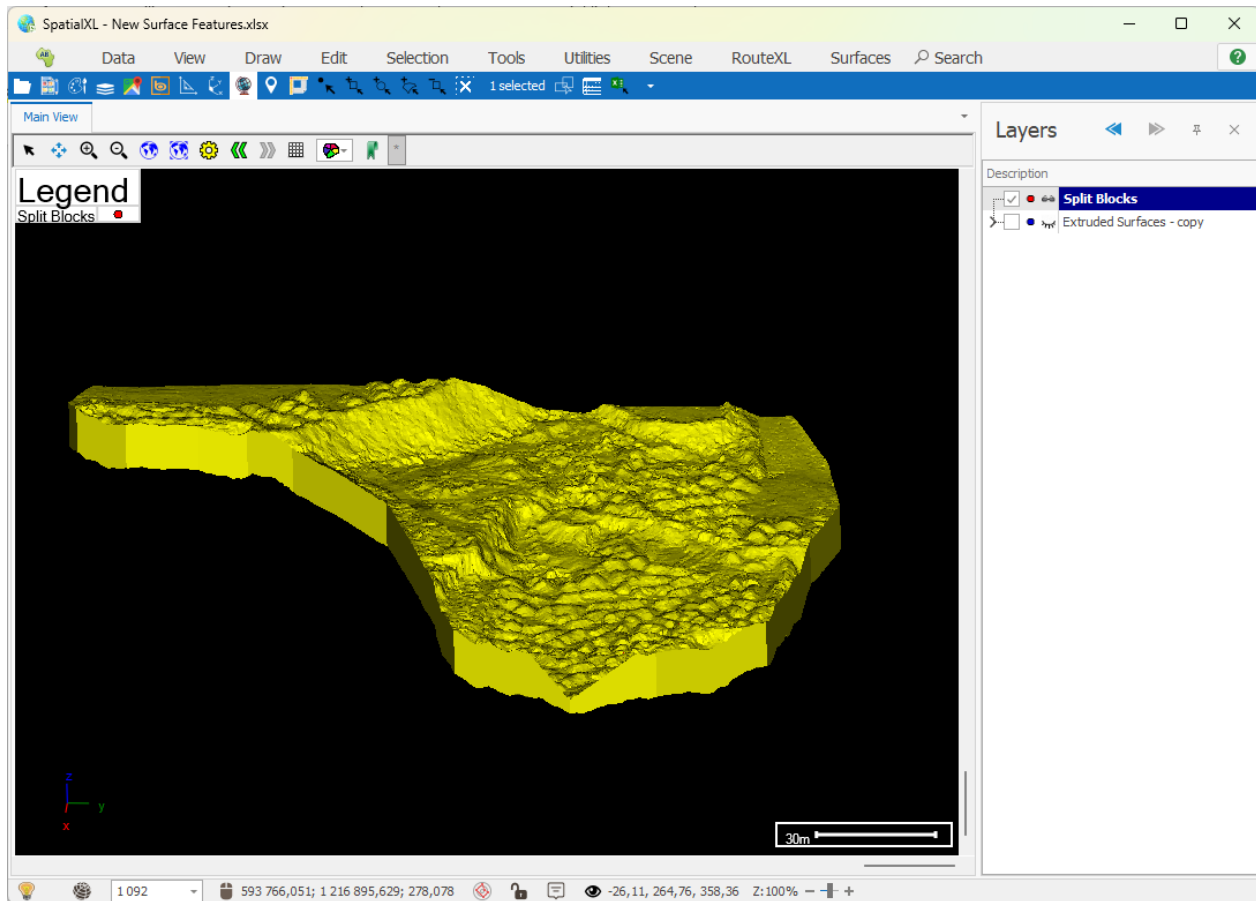 SpatialXL - New Surface Features.xlsx
Data View Draw Edit Selection Tools Utilities Scene RouteXL Surfaces Search
1 selected
Main View
Layers
Description
Legend
Split Blocks
Split Blocks
Extruded Surfaces - copy
z
y
x
30m
1 092 593 766,051; 1 216 895,629; 278,078 -26,11, 264,76, 358,36 Z:100%